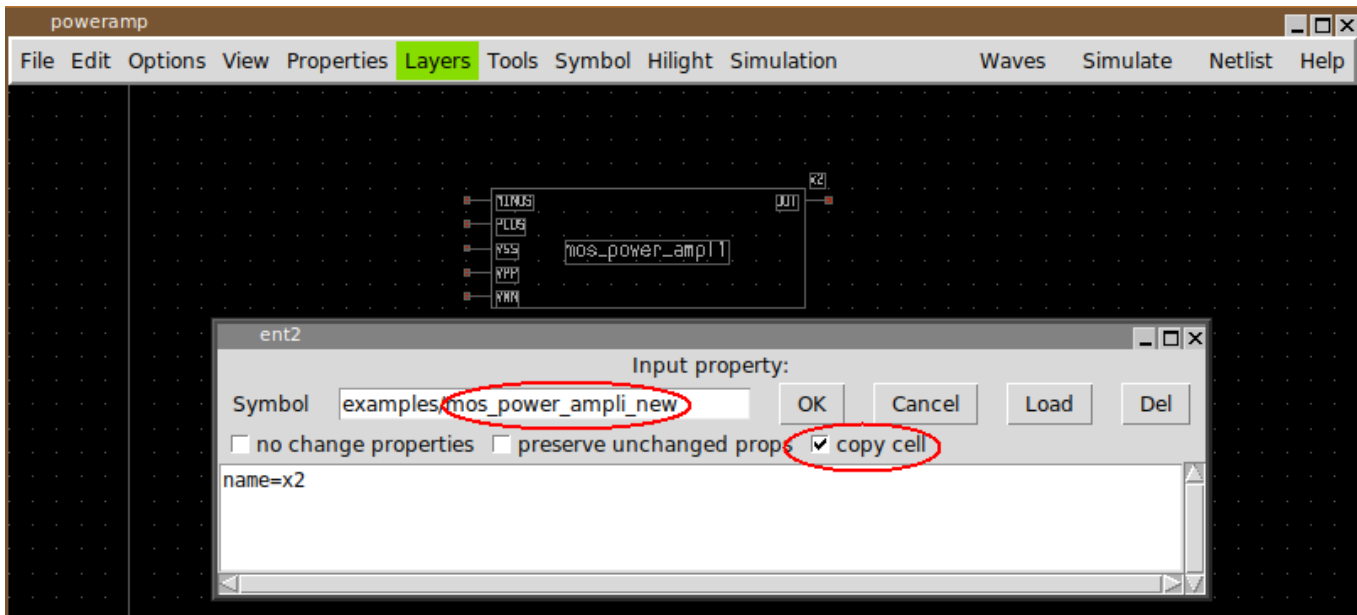 poweramp
File Edit Options View Properties Layers Tools Symbol Hilight Simulation Waves Simulate Netlist Help
x2
MINUS OUT
PLUS
VSS mos_power_ampli
VPP
VNN
ent2
Input property:
Symbol examples/mos_power_ampli_new OK Cancel Load Del
no change properties preserve unchanged props copy cell
name=x2